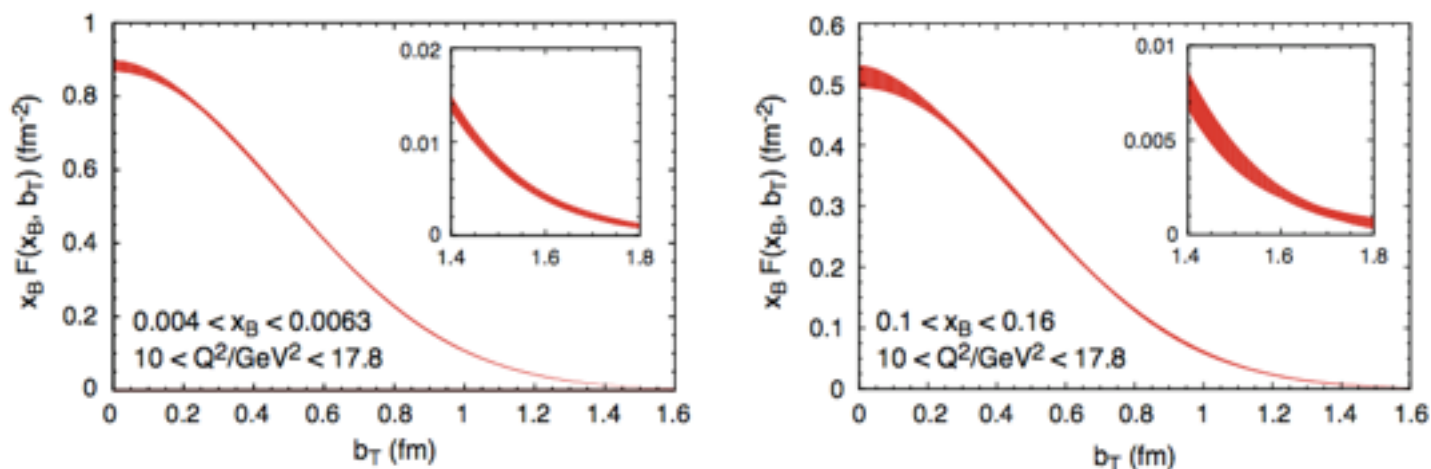 1
0.8
0.6
0.4
0.2
0
x_B F(x_B, b_T) (fm^-2)
0.02
0.01
0
1.4 1.6 1.8
0.004 < x_B < 0.0063
10 < Q^2/GeV^2 < 17.8
0 0.2 0.4 0.6 0.8 1 1.2 1.4 1.6
b_T (fm)
0.6
0.5
0.4
0.3
0.2
0.1
0
x_B F(x_B, b_T) (fm^-2)
0.01
0.005
0
1.4 1.6 1.8
0.1 < x_B < 0.16
10 < Q^2/GeV^2 < 17.8
0 0.2 0.4 0.6 0.8 1 1.2 1.4 1.6
b_T (fm)